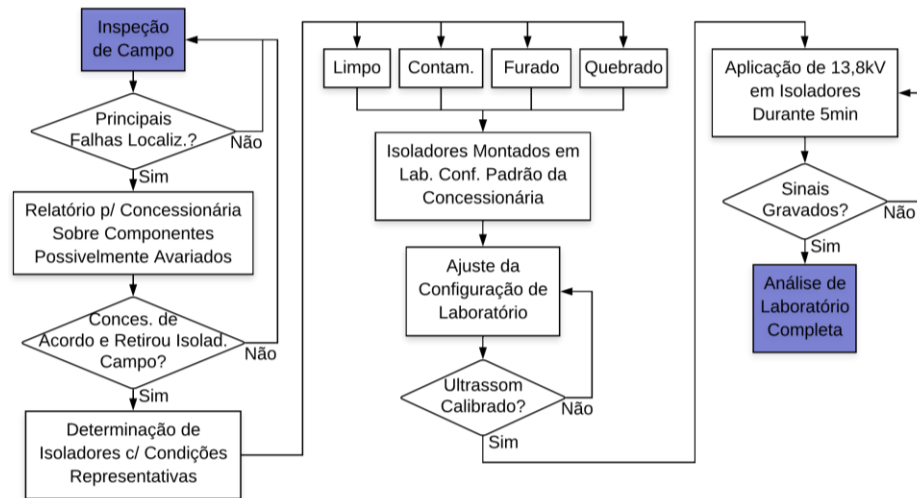 Inspeção
de Campo
Principais
Falhas Localiz.?
Não
Sim
Relatório p/ Concessionária
Sobre Componentes
Possivelmente Avariados
Conces. de
Acordo e Retirou Isolad.
Campo?
Não
Sim
Determinação de
Isoladores c/ Condições
Representativas
Limpo
Contam.
Furado
Quebrado
Isoladores Montados em
Lab. Conf. Padrão da
Concessionária
Ajuste da
Configuração de
Laboratório
Ultrassom
Calibrado?
Não
Sim
Aplicação de 13,8kV
em Isoladores
Durante 5min
Sinais
Gravados?
Não
Sim
Análise de
Laboratório
Completa